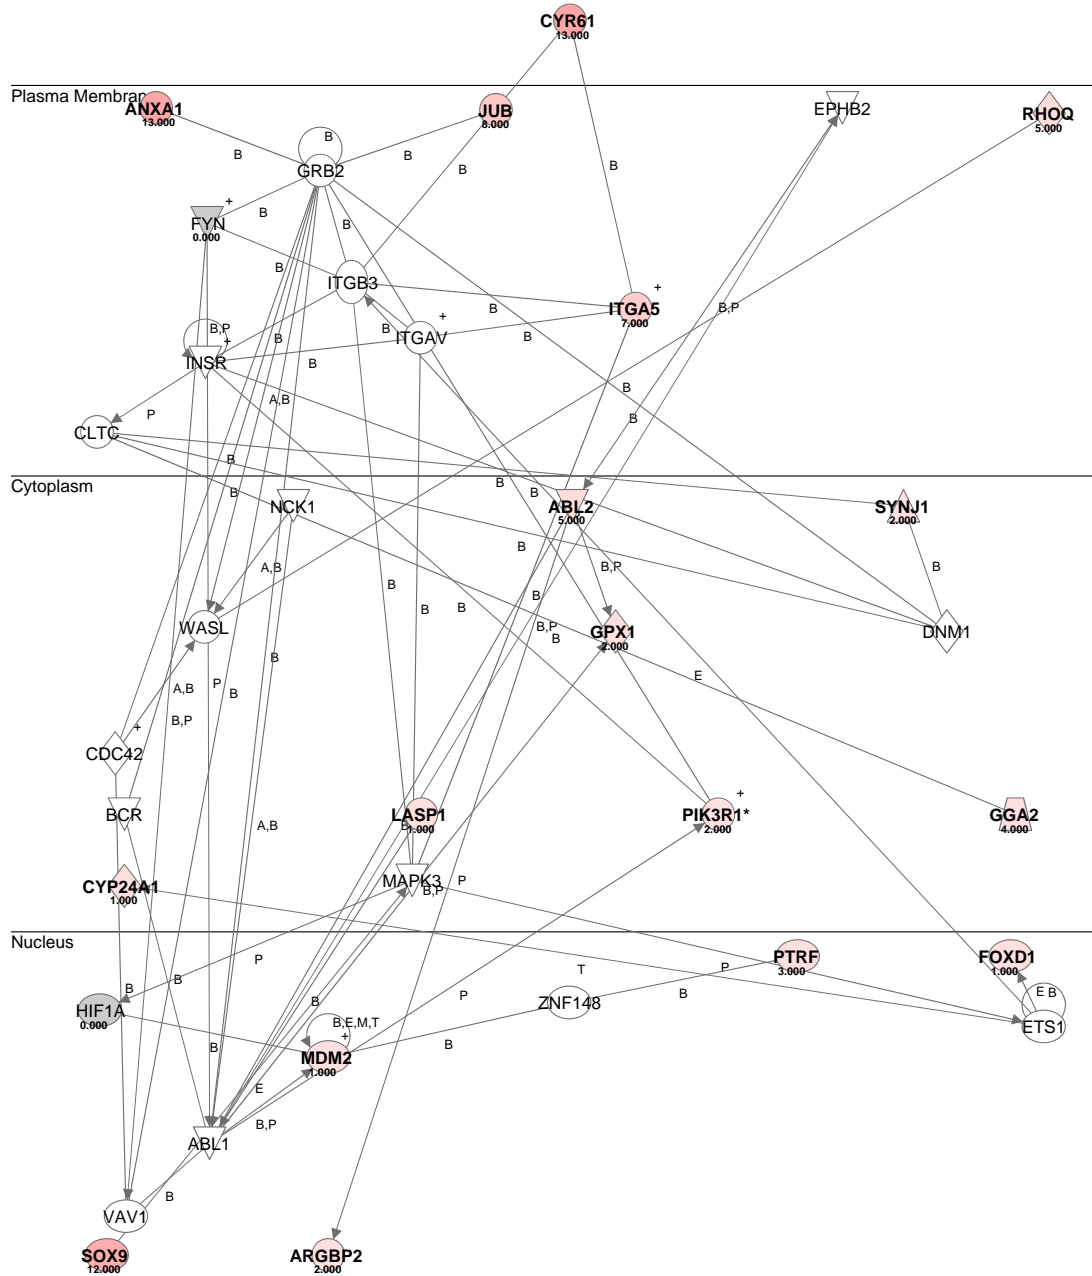 CYR61
13.000
Plasma Membran
ANXA1
13.000
JUB
8.000
EPHB2
RHOQ
5.000
B
GRB2
B
B
B
B
FYN
+
0.000
B
B
B
ITGB3
+
ITGA5
7.000
B
B,P
B,P
+
INSR
B
+
ITGAV
B
B
B
P
A,B
B
B
CLTC
B
Cytoplasm
B
NCK1
B
B
ABL2
5.000
SYNJ1
2.000
B
A,B
B,P
B
B
B
B
B
WASL
B,P
B
GPX1
2.000
DNM1
B
E
A,B
P
B
B,P
+
CDC42
BCR
A,B
LASP1
1.000
B
+
PIK3R1*
2.000
GGA2
4.000
CYP24A1
1.000
MAPK3
B,P
P
Nucleus
P
T
P
PTRF
3.000
FOXD1
1.000
B
B
HIF1A
0.000
B
P
B
ZNF148
E
B
ETS1
B,E,M,T
+
MDM2
1.000
B
B
E
B,P
ABL1
B
VAV1
SOX9
12.000
ARGBP2
2.000